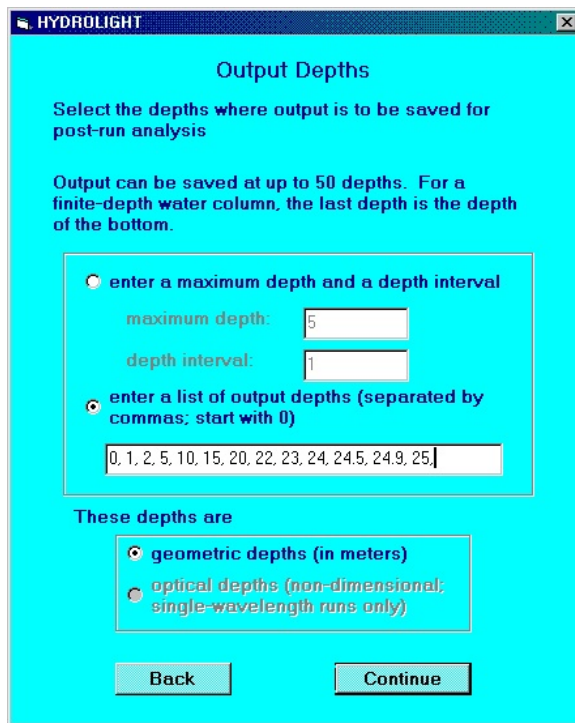 HYDROLIGHT
Output Depths
Select the depths where output is to be saved for
post-run analysis
Output can be saved at up to 50 depths. For a
finite-depth water column, the last depth is the depth
of the bottom.
enter a maximum depth and a depth interval
maximum depth: 5
depth interval: 1
enter a list of output depths (separated by
commas; start with 0)
0, 1, 2, 5, 10, 15, 20, 22, 23, 24, 24.5, 24.9, 25,
These depths are
geometric depths (in meters)
optical depths (non-dimensional;
single-wavelength runs only)
Back Continue